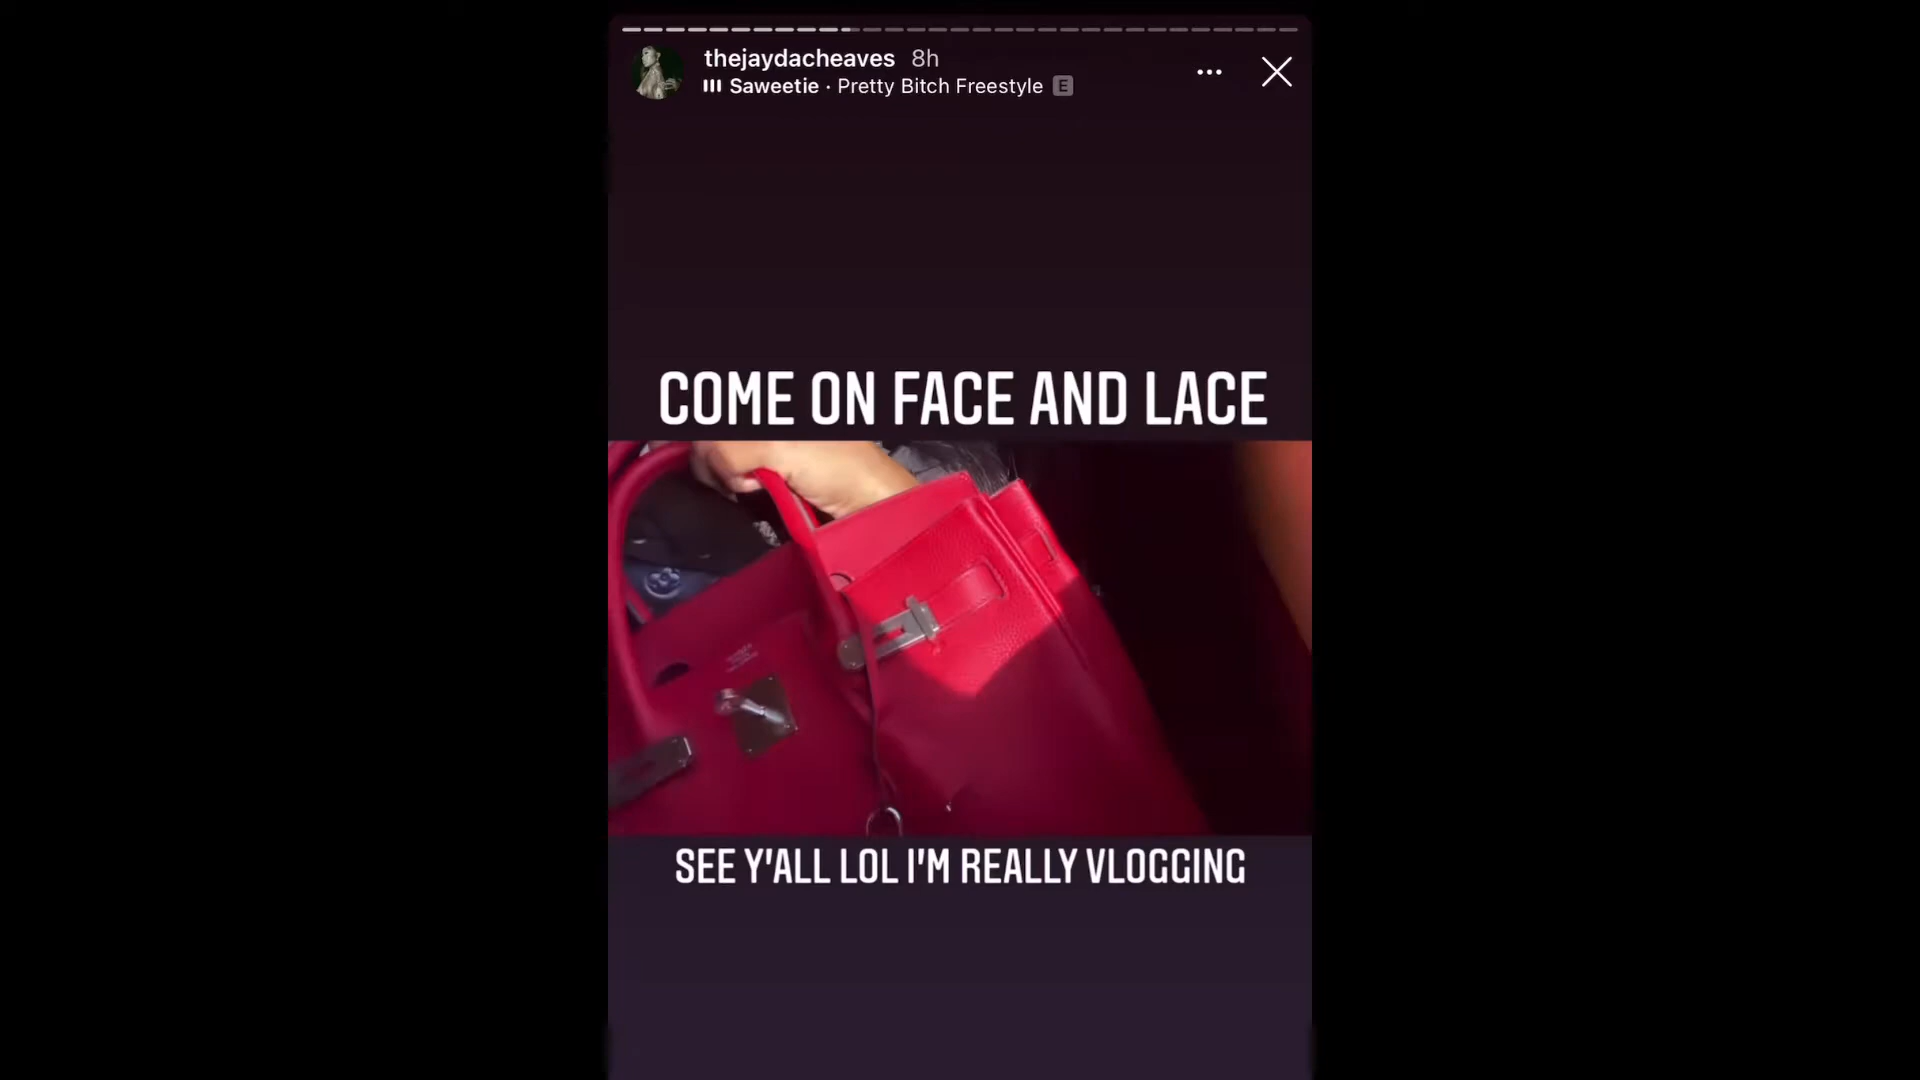 thejaydacheaves 8h
Saweetie · Pretty Bitch Freestyle E
COME ON FACE AND LACE
SEE Y'ALL LOL I'M REALLY VLOGGING